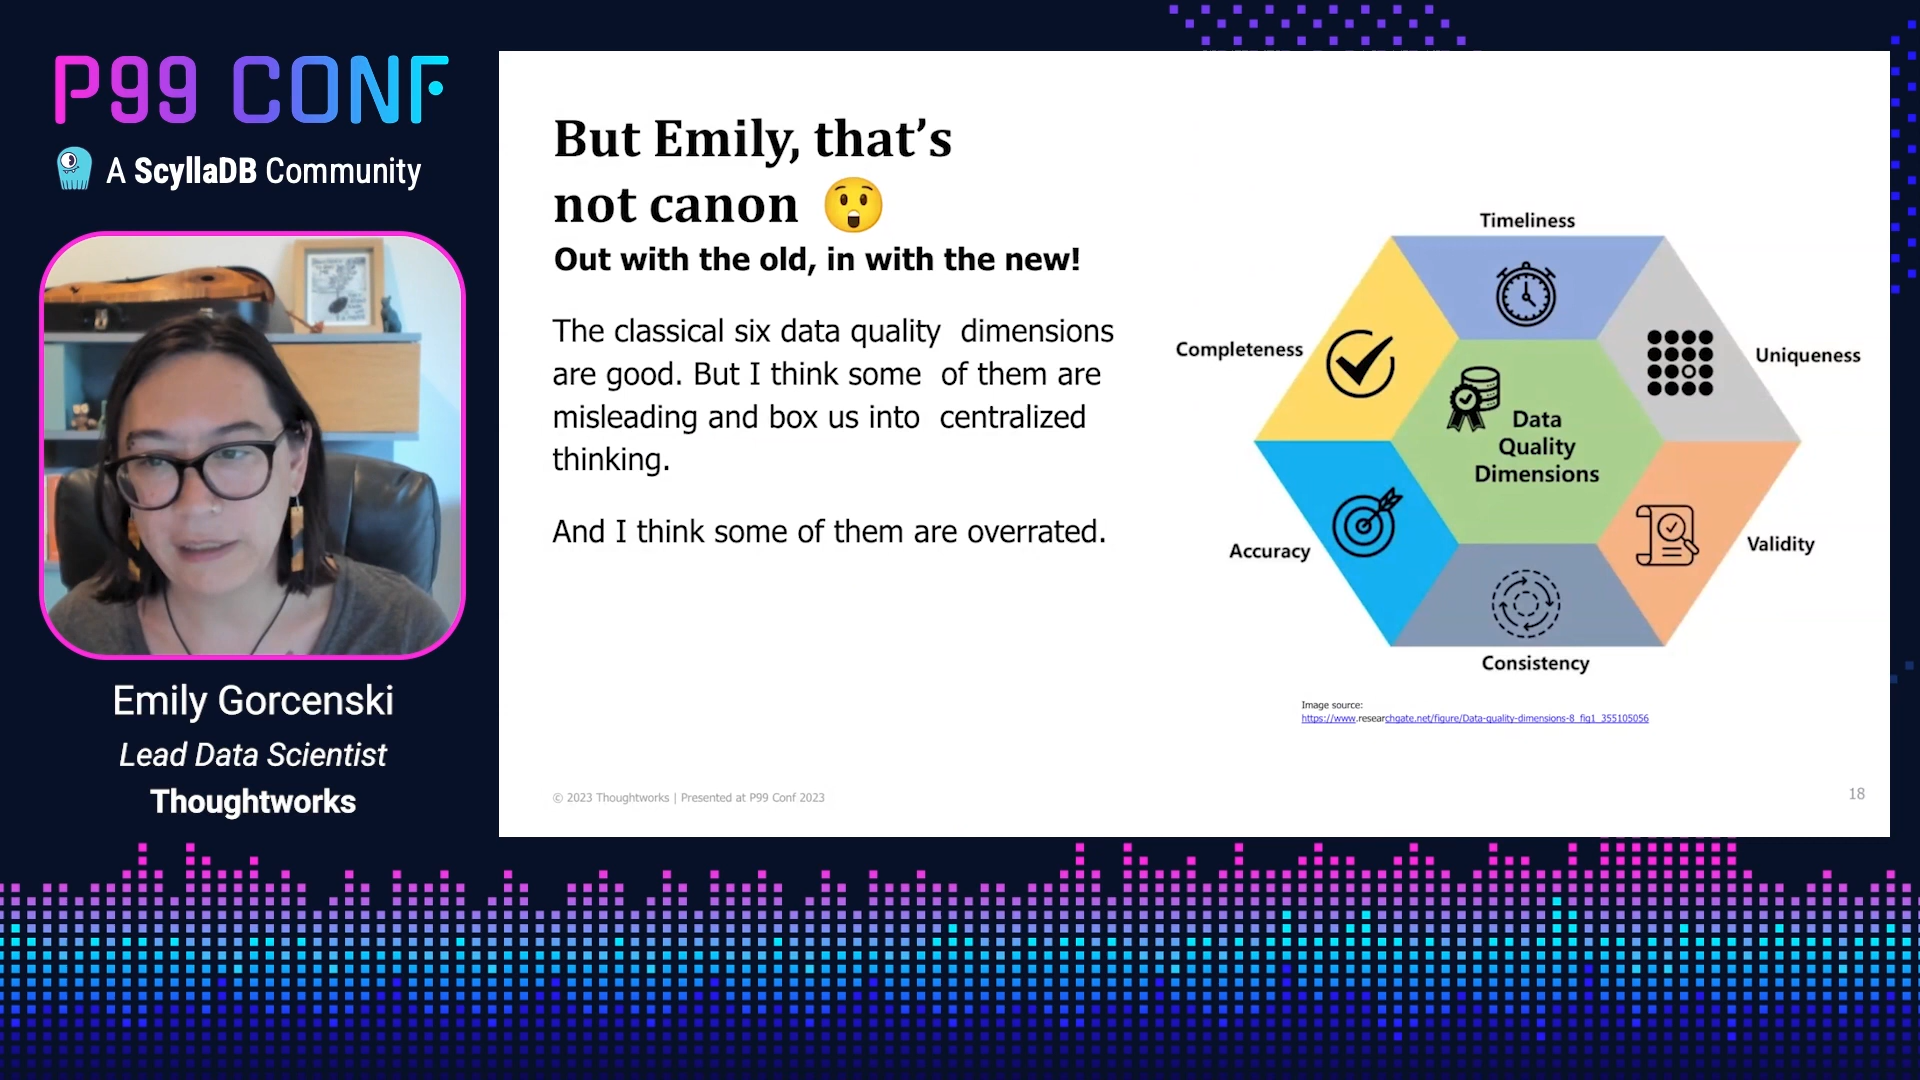 P99 CONF
A ScyllaDB Community
Emily Gorcenski
Lead Data Scientist
Thoughtworks
But Emily, that's
not canon 😲
Out with the old, in with the new!
The classical six data quality dimensions
are good. But I think some of them are
misleading and box us into centralized
thinking.
And I think some of them are overrated.
Timeliness
Completeness
Uniqueness
Data
Quality
Dimensions
Accuracy
Validity
Consistency
Image source:
https://www.researchgate.net/figure/Data-quality-dimensions-8_fig1_355105056
© 2023 Thoughtworks | Presented at P99 Conf 2023
18